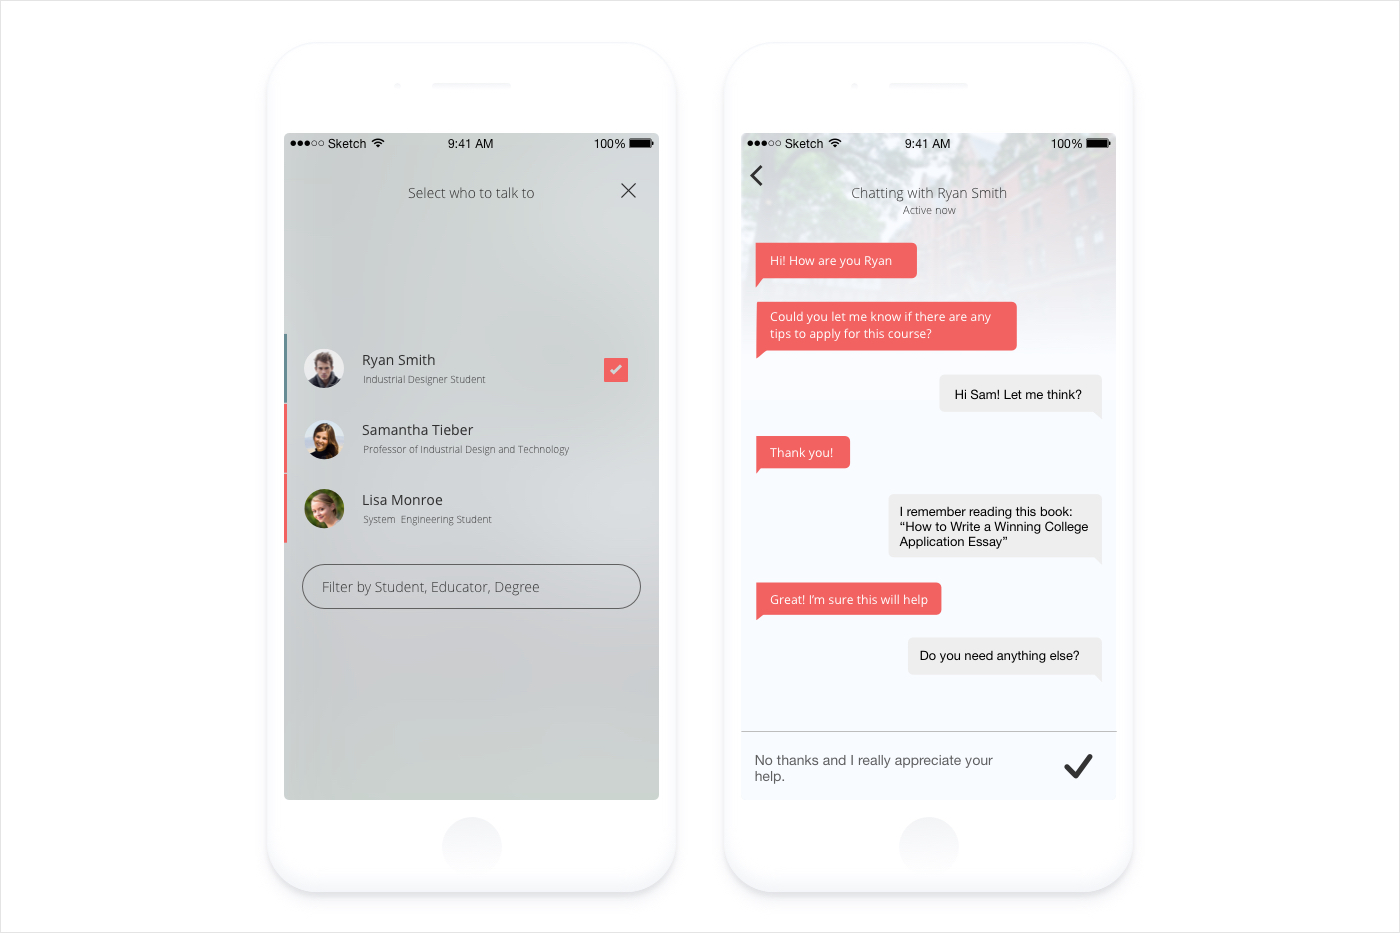 Sketch 9:41 AM 100%
Select who to talk to
Ryan Smith
Industrial Designer Student
Samantha Tieber
Professor of Industrial Design and Technology
Lisa Monroe
System Engineering Student
Filter by Student, Educator, Degree
Sketch 9:41 AM 100%
Chatting with Ryan Smith
Active now
Hi! How are you Ryan
Could you let me know if there are any
tips to apply for this course?
Hi Sam! Let me think?
Thank you!
I remember reading this book:
“How to Write a Winning College
Application Essay”
Great! I’m sure this will help
Do you need anything else?
No thanks and I really appreciate your
help.